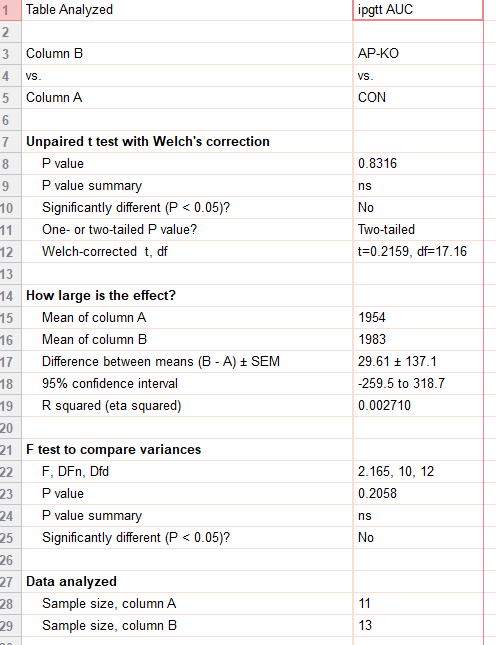 1 Table Analyzed ipgtt AUC
2
3 Column B AP-KO
4 vs. vs.
5 Column A CON
6
7 Unpaired t test with Welch's correction
8 P value 0.8316
9 P value summary ns
10 Significantly different (P < 0.05)? No
11 One- or two-tailed P value? Two-tailed
12 Welch-corrected t, df t=0.2159, df=17.16
13
14 How large is the effect?
15 Mean of column A 1954
16 Mean of column B 1983
17 Difference between means (B - A) ± SEM 29.61 ± 137.1
18 95% confidence interval -259.5 to 318.7
19 R squared (eta squared) 0.002710
20
21 F test to compare variances
22 F, DFn, Dfd 2.165, 10, 12
23 P value 0.2058
24 P value summary ns
25 Significantly different (P < 0.05)? No
26
27 Data analyzed
28 Sample size, column A 11
29 Sample size, column B 13